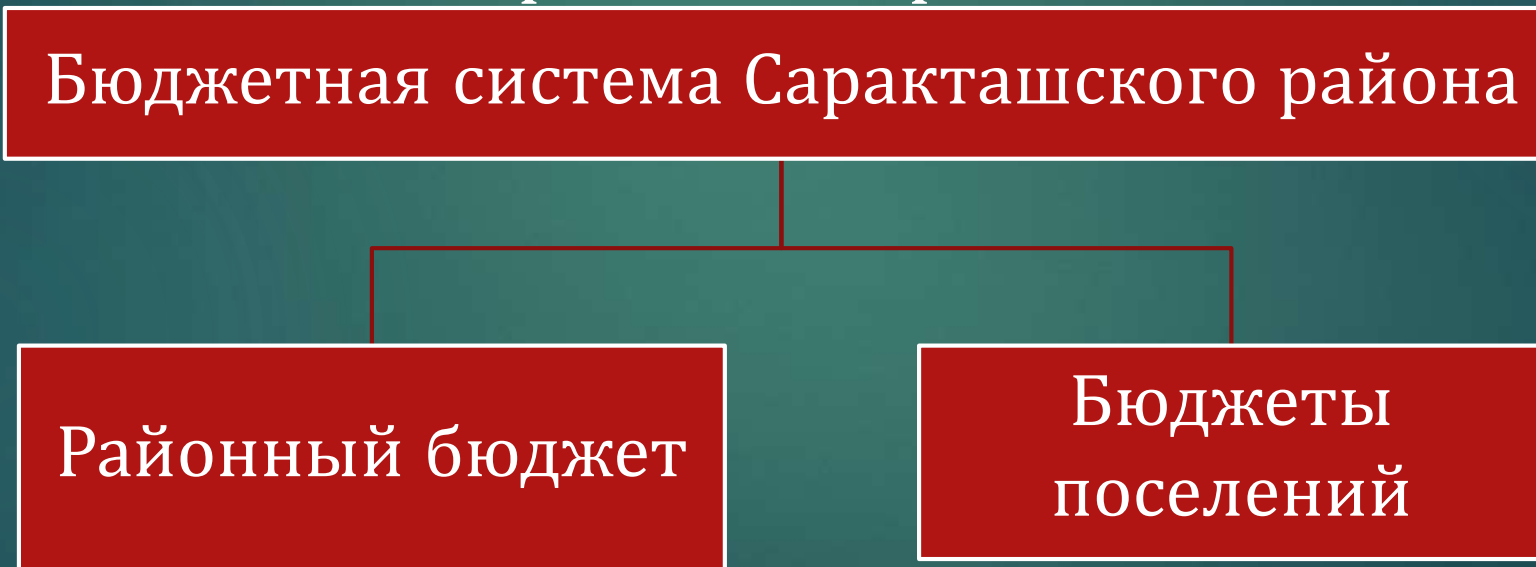 Бюджетная система Саракташского района
Районный бюджет
Бюджеты
поселений